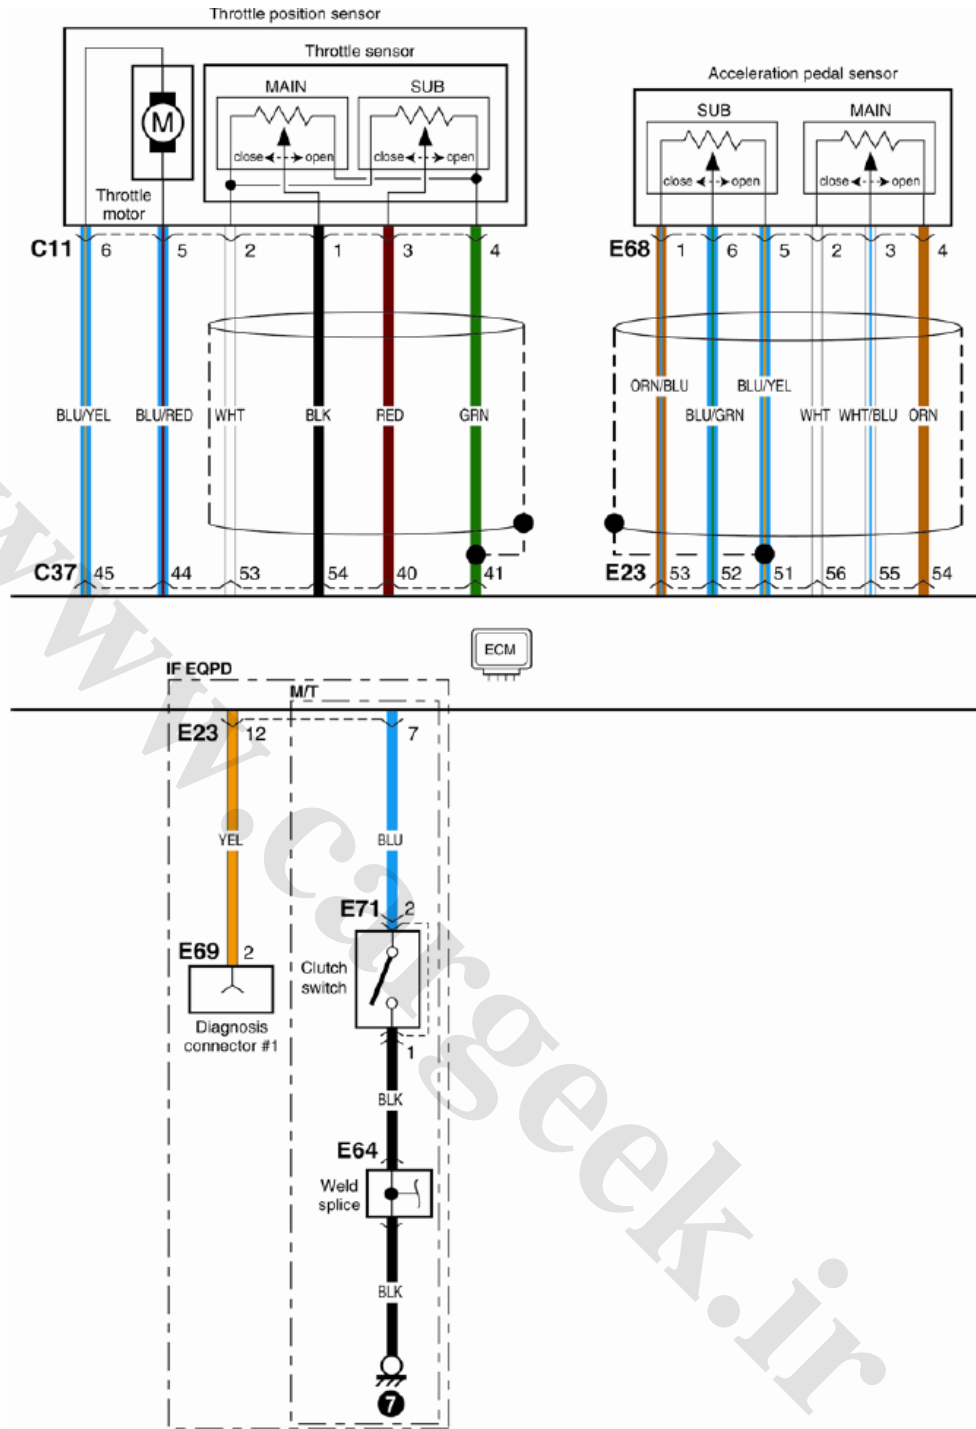 Throttle position sensor
Throttle sensor
MAIN
SUB
close open
close open
M
Throttle
motor
Acceleration pedal sensor
SUB
MAIN
close open
close open
C11 6 5 2 1 3 4
E68 1 6 5 2 3 4
ORN/BLU
BLU/YEL
BLU/YEL BLU/RED WHT BLK RED GRN
BLU/GRN WHT WHT/BLU ORN
C37 45 44 53 54 40 41
E23 53 52 51 56 55 54
ECM
IF EQPD
M/T
E23 12 7
YEL
BLU
E71 2
E69 2
Clutch
switch
Diagnosis
connector #1
1
BLK
E64
Weld
splice
BLK
7
www.cargeek.ir